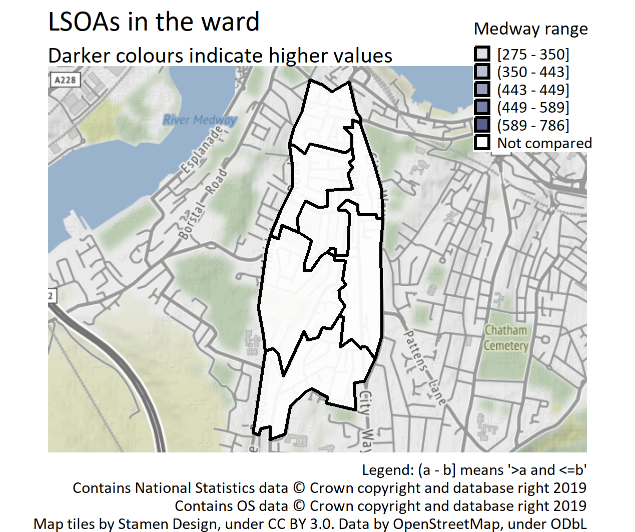 LSOAs in the ward
Darker colours indicate higher values
Medway range
[275 - 350]
(350 - 443]
(443 - 449]
(449 - 589]
(589 - 786]
Not compared
A228
River Medway
Esplanade
Borstal - Road
2
Pattens - Lane
Chatham
Cemetery
City - Way
Legend: (a - b] means '>a and <=b'
Contains National Statistics data © Crown copyright and database right 2019
Contains OS data © Crown copyright and database right 2019
Map tiles by Stamen Design, under CC BY 3.0. Data by OpenStreetMap, under ODbL